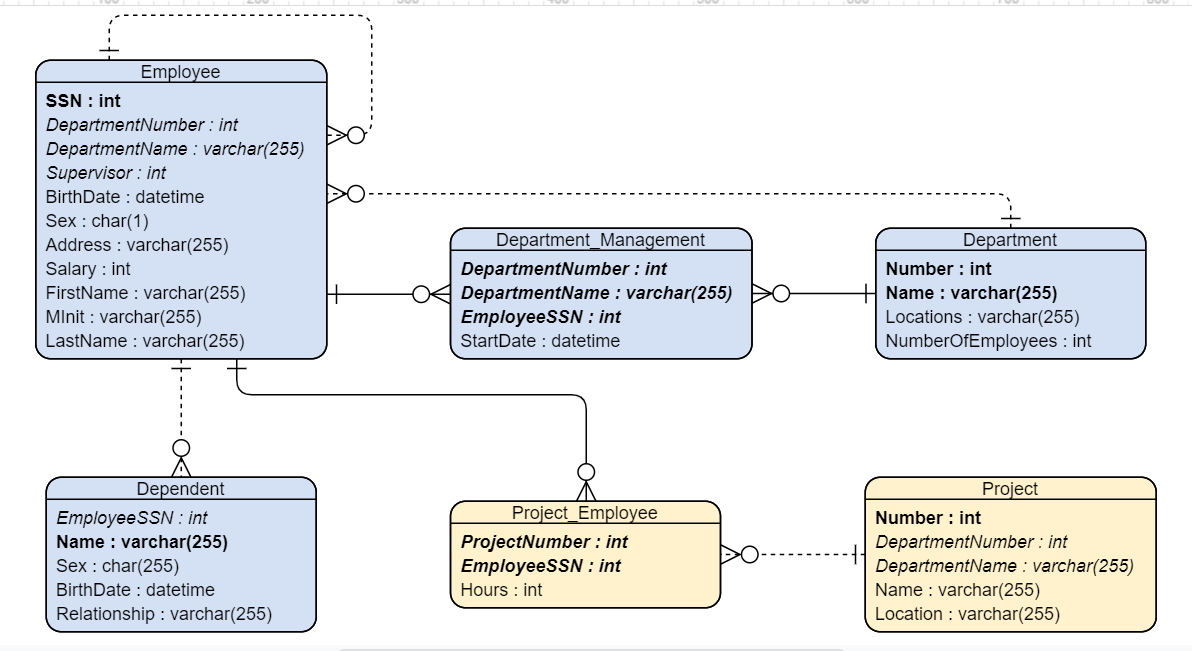 Employee
SSN : int
DepartmentNumber : int
DepartmentName : varchar(255)
Supervisor : int
BirthDate : datetime
Sex : char(1)
Address : varchar(255)
Salary : int
FirstName : varchar(255)
MInit : varchar(255)
LastName : varchar(255)
Department_Management
DepartmentNumber : int
DepartmentName : varchar(255)
EmployeeSSN : int
StartDate : datetime
Department
Number : int
Name : varchar(255)
Locations : varchar(255)
NumberOfEmployees : int
Dependent
EmployeeSSN : int
Name : varchar(255)
Sex : char(255)
BirthDate : datetime
Relationship : varchar(255)
Project_Employee
ProjectNumber : int
EmployeeSSN : int
Hours : int
Project
Number : int
DepartmentNumber : int
DepartmentName : varchar(255)
Name : varchar(255)
Location : varchar(255)